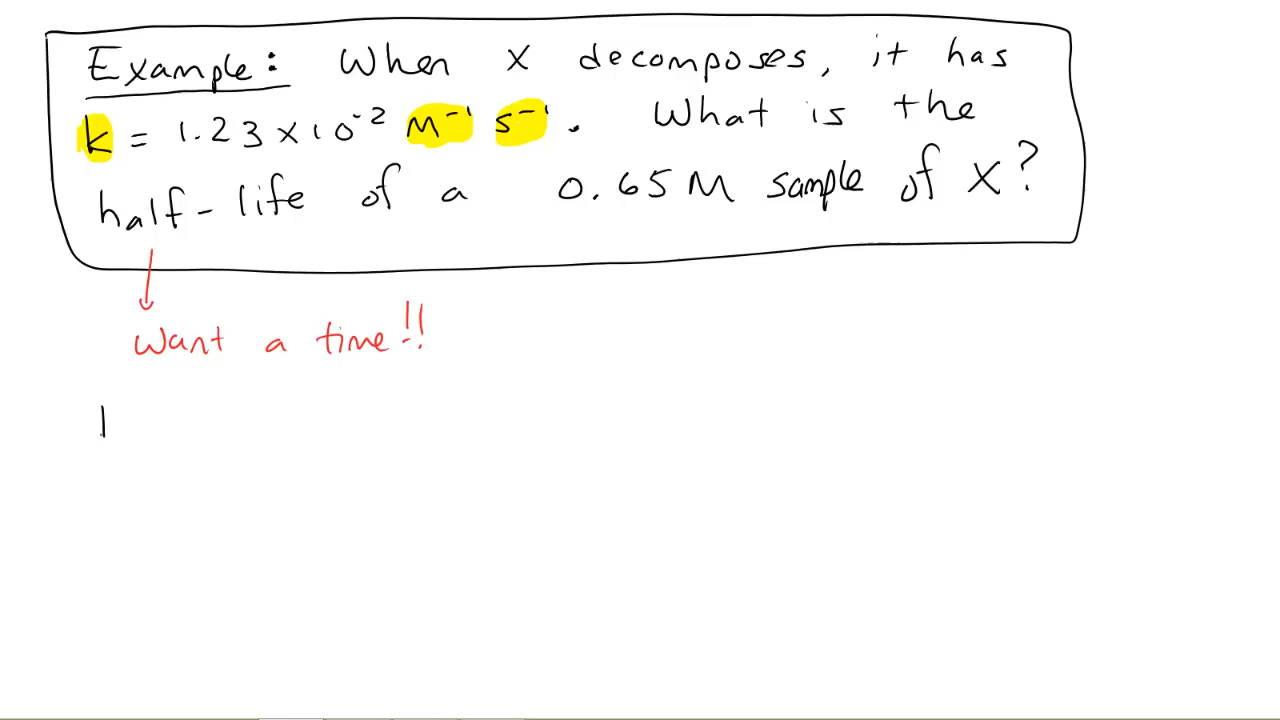 Example: When X decomposes, it has
k = 1.23 x 10⁻² M⁻¹ s⁻¹. What is the
half-life of a 0.65 M sample of X?
Want a time!!